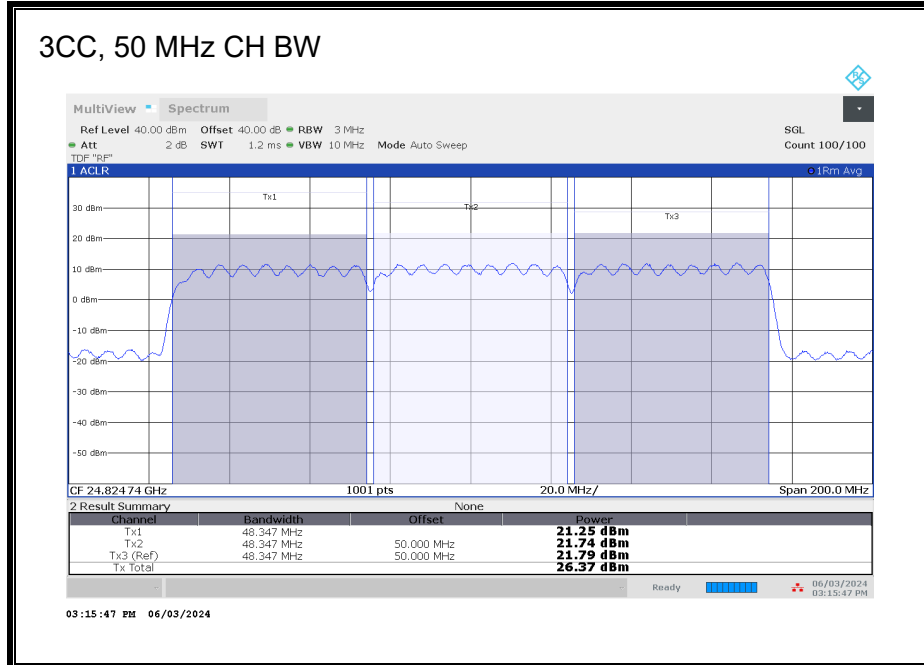 3CC, 50 MHz CH BW
MultiView Spectrum
Ref Level 40.00 dBm Offset 40.00 dB RBW 3 MHz SGL
Att 2 dB SWT 1.2 ms VBW 10 MHz Mode Auto Sweep Count 100/100
TDF "RF"
1 ACLR 1Rm Avg
Tx1
Tx2
Tx3
30 dBm
20 dBm
10 dBm
0 dBm
-10 dBm
-20 dBm
-30 dBm
-40 dBm
-50 dBm
CF 24.82474 GHz 1001 pts 20.0 MHz/ Span 200.0 MHz
2 Result Summary None
Channel Bandwidth Offset Power
Tx1 48.347 MHz 21.25 dBm
Tx2 48.347 MHz 50.000 MHz 21.74 dBm
Tx3 (Ref) 48.347 MHz 50.000 MHz 21.79 dBm
Tx Total 26.37 dBm
Ready 06/03/2024
03:15:47 PM
03:15:47 PM 06/03/2024